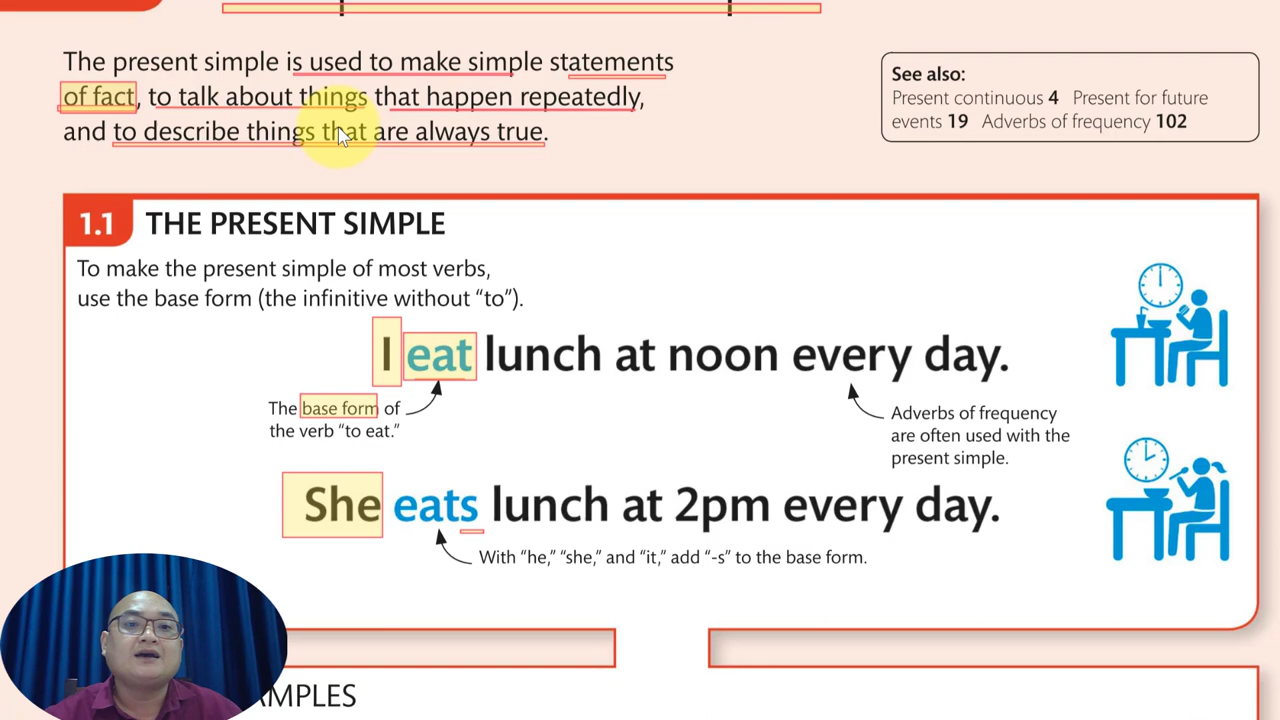 The present simple is used to make simple statements
of fact, to talk about things that happen repeatedly,
and to describe things that are always true.
See also:
Present continuous 4 Present for future
events 19 Adverbs of frequency 102
1.1 THE PRESENT SIMPLE
To make the present simple of most verbs,
use the base form (the infinitive without “to”).
I eat lunch at noon every day.
The base form of
the verb “to eat.”
Adverbs of frequency
are often used with the
present simple.
She eats lunch at 2pm every day.
With “he,” “she,” and “it,” add “-s” to the base form.
AMPLES